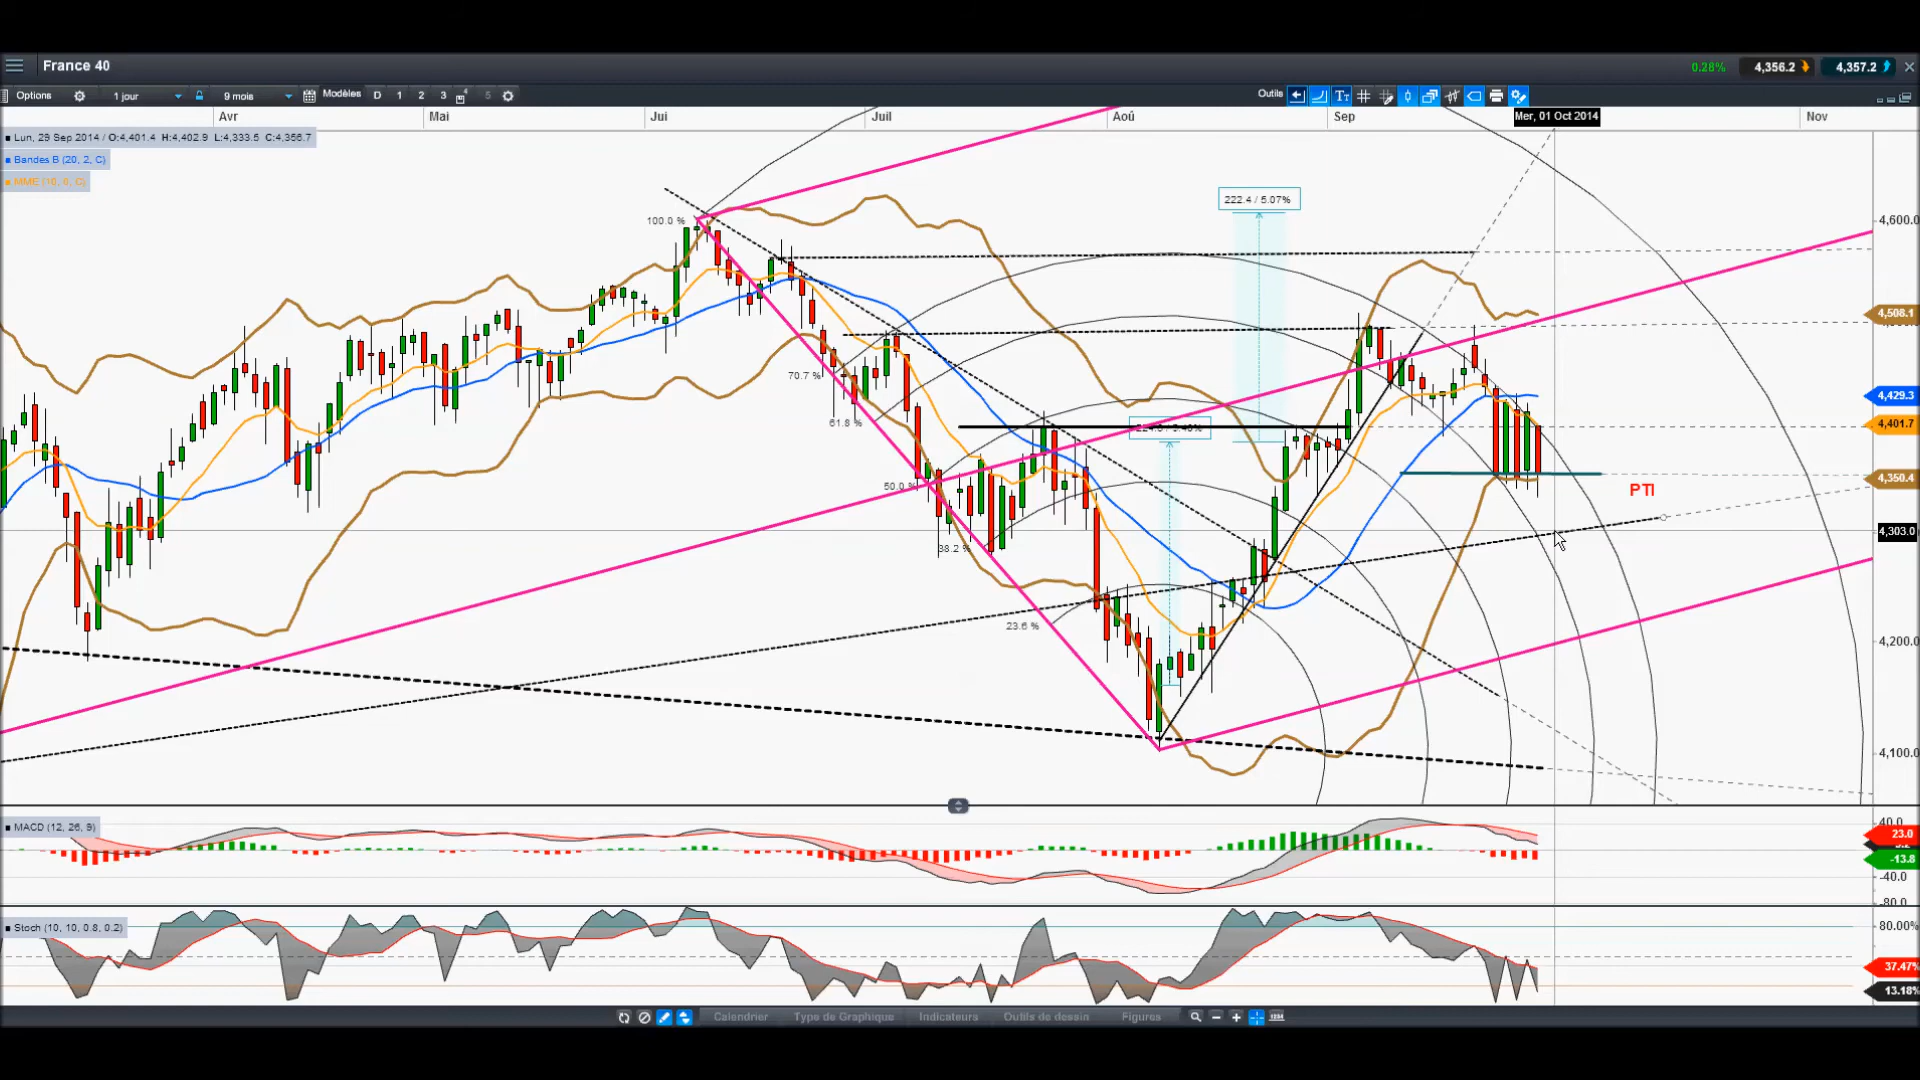 France 40
0.28%
4,356.2
4,357.2
Options
1 jour
9 mois
Modèles
D
1
2
3
4
5
Outils
Avr
Mai
Jui
Juil
Aoû
Sep
Mer, 01 Oct 2014
Nov
Lun, 29 Sep 2014 / O:4,401.4 H:4,402.9 L:4,333.5 C:4,356.7
Bandes B (20, 2, C)
MME (10, 0, C)
222.4 / 5.07%
100.0 %
4,600.0
4,508.1
70.7 %
4,429.3
61.8 %
4,401.7
50.0 %
4,350.4
PTI
4,303.0
38.2 %
23.6 %
4,200.0
4,100.0
MACD (12, 26, 9)
40.0
23.0
-13.8
-40.0
-80.0
Stoch (10, 10, 0.8, 0.2)
80.00%
37.47%
13.18%
Calendrier
Type de Graphique
Indicateurs
Outils de dessin
Figures